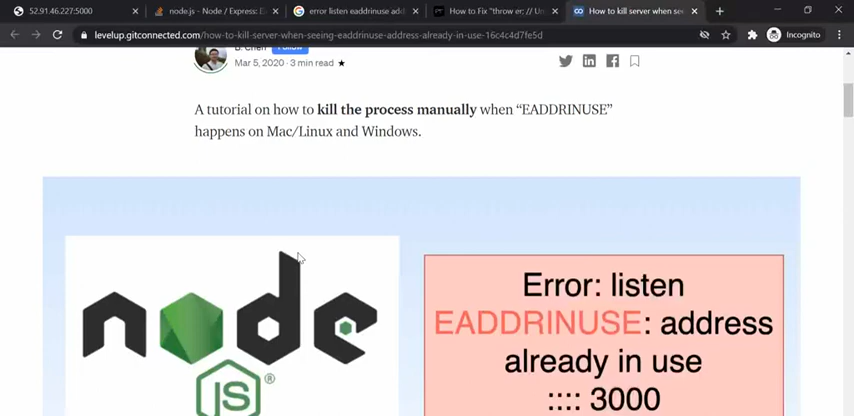 52.91.46.227:5000
node.js - Node / Express: E
error listen eaddrinuse add
How to Fix "throw er; // Un
How to kill server when see
levelup.gitconnected.com/how-to-kill-server-when-seeing-eaddrinuse-address-already-in-use-16c4c4d7fe5d
Incognito
B. Chen Follow
Mar 5, 2020 · 3 min read ★
A tutorial on how to kill the process manually when “EADDRINUSE”
happens on Mac/Linux and Windows.
node
JS ®
Error: listen
EADDRINUSE: address
already in use
:::: 3000